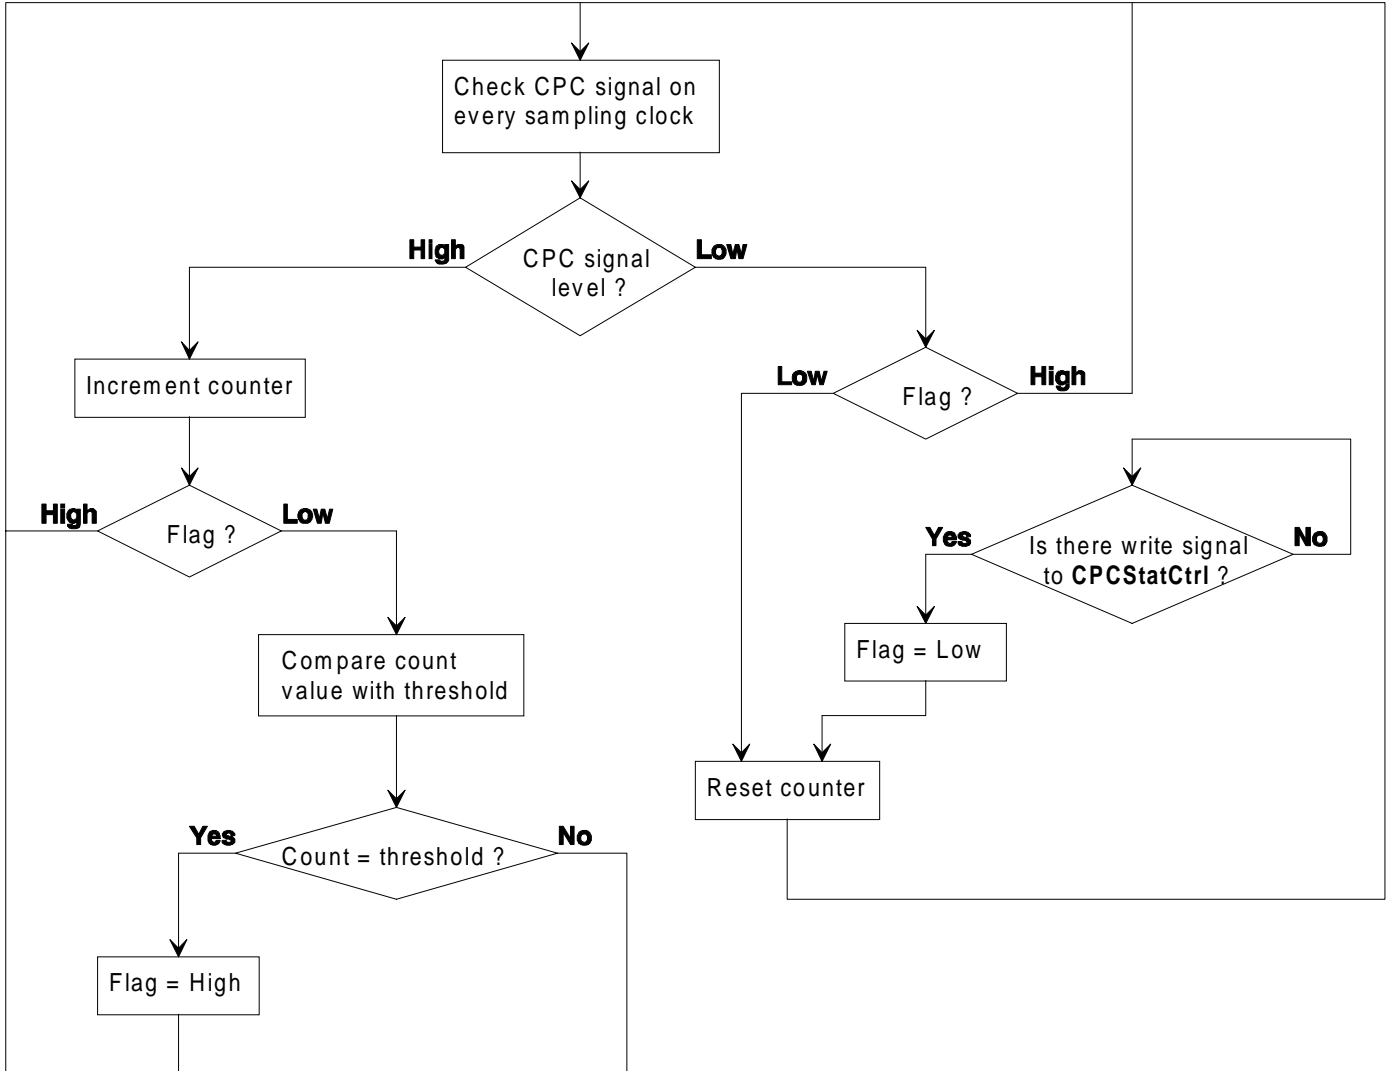 Check CPC signal on
every sampling clock
High
CPC signal
level ?
Low
Increment counter
Low
Flag ?
High
High
Flag ?
Low
Yes
Is there write signal
to CPCStatCtrl ?
No
Flag = Low
Compare count
value with threshold
Reset counter
Yes
Count = threshold ?
No
Flag = High